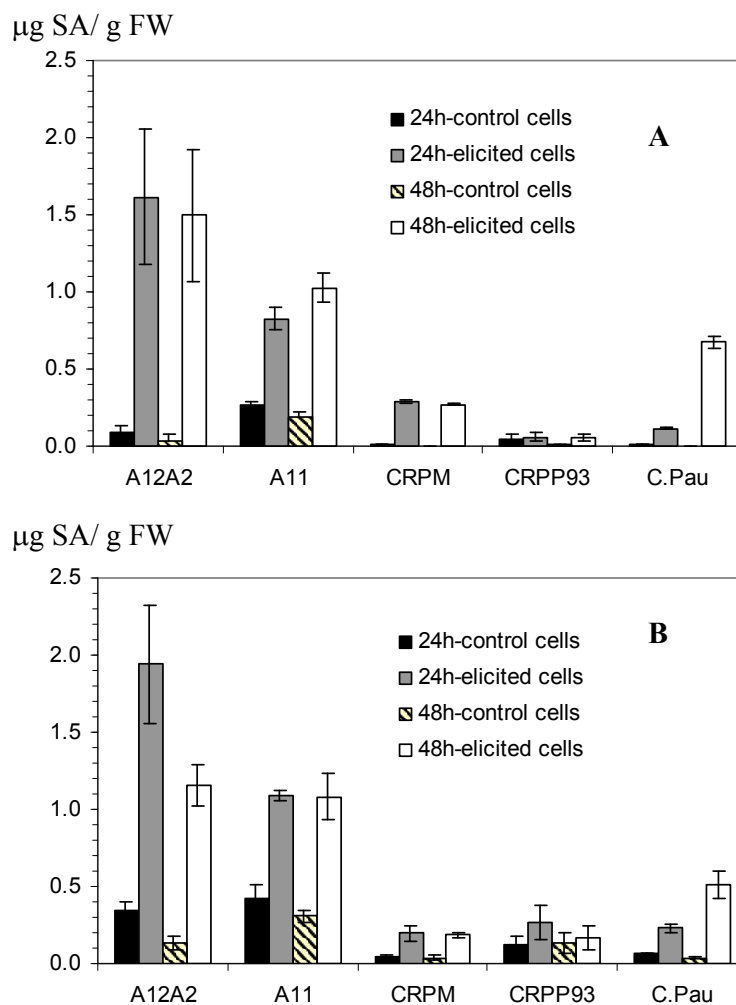 µg SA/ g FW
2.5
2.0
1.5
1.0
0.5
0.0
24h-control cells
24h-elicited cells
48h-control cells
48h-elicited cells
A
A12A2 A11 CRPM CRPP93 C.Pau
µg SA/ g FW
2.5
2.0
1.5
1.0
0.5
0.0
24h-control cells
24h-elicited cells
48h-control cells
48h-elicited cells
B
A12A2 A11 CRPM CRPP93 C.Pau